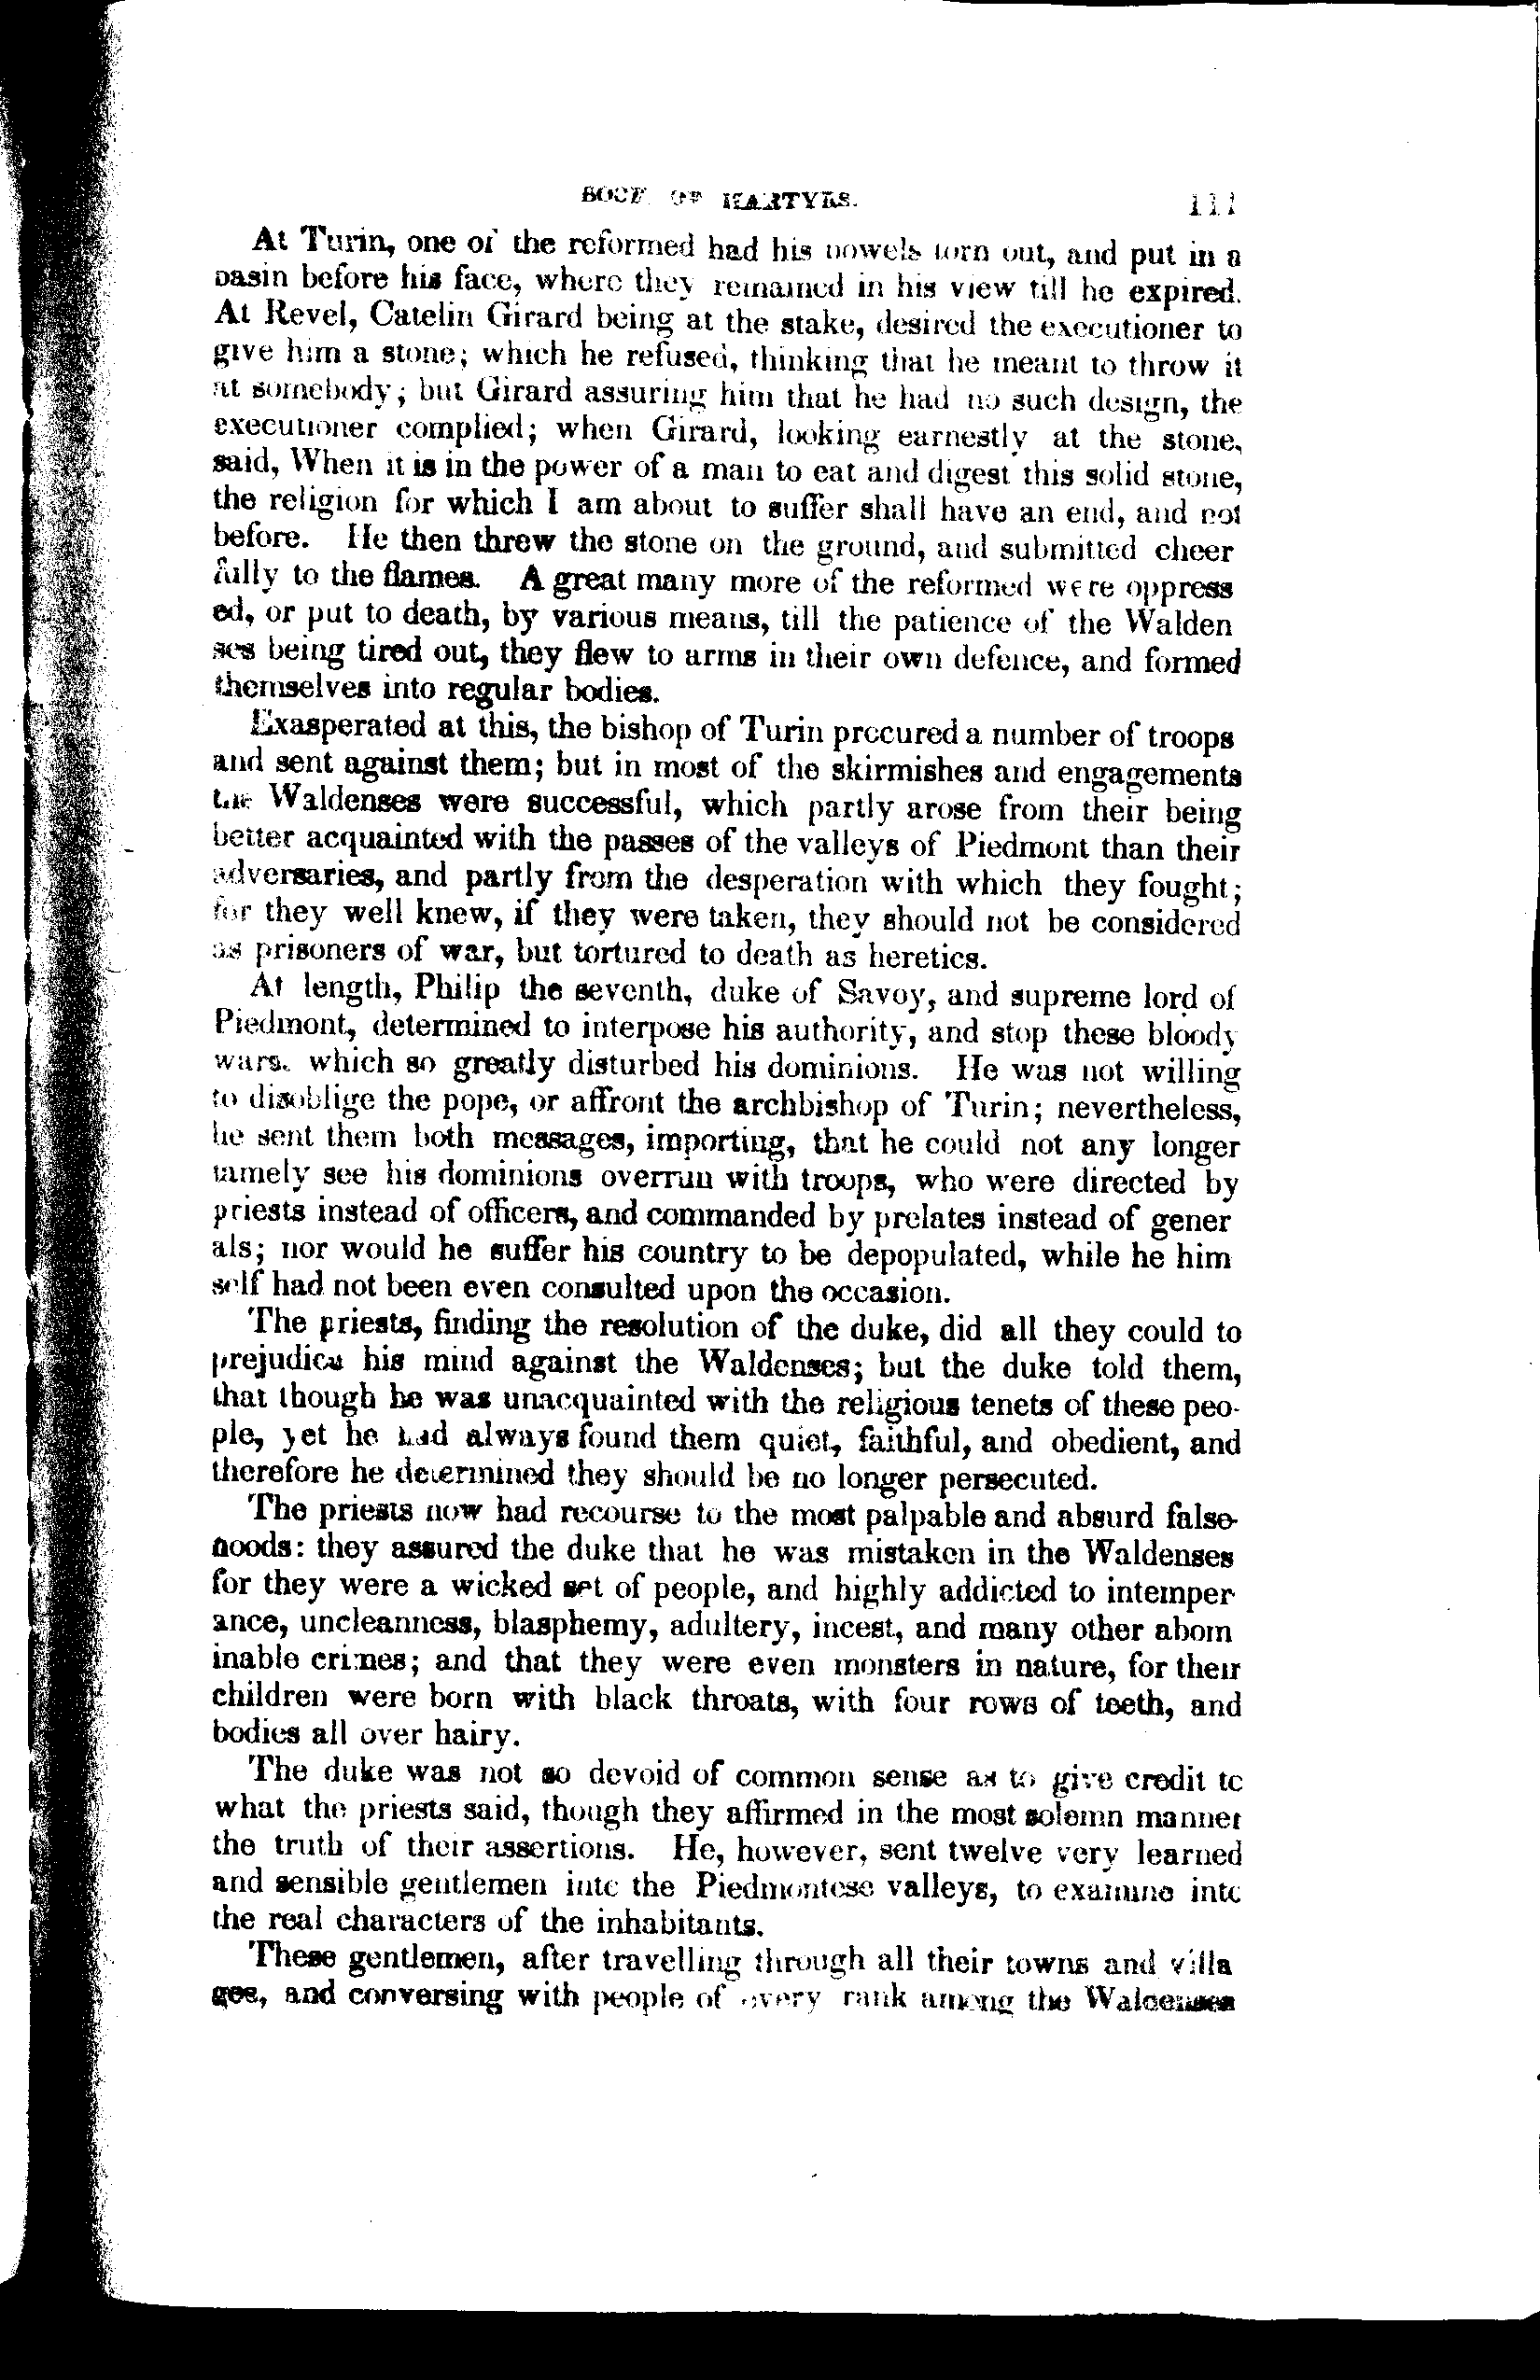 BOOK OF MARTYRS. 111
At Turin, one of the reformed had his bowels torn out, and put in a
basin before his face, where they remained in his view till he expired.
At Revel, Catelin Girard being at the stake, desired the executioner to
give him a stone; which he refused, thinking that he meant to throw it
at somebody; but Girard assuring him that he had no such design, the
executioner complied; when Girard, looking earnestly at the stone,
said, When it is in the power of a man to eat and digest this solid stone,
the religion for which I am about to suffer shall have an end, and not
before. He then threw the stone on the ground, and submitted cheer
fully to the flames. A great many more of the reformed were oppress
ed, or put to death, by various means, till the patience of the Walden
ses being tired out, they flew to arms in their own defence, and formed
themselves into regular bodies.
Exasperated at this, the bishop of Turin procured a number of troops
and sent against them; but in most of the skirmishes and engagements
the Waldenses were successful, which partly arose from their being
better acquainted with the passes of the valleys of Piedmont than their
adversaries, and partly from the desperation with which they fought;
for they well knew, if they were taken, they should not be considered
as prisoners of war, but tortured to death as heretics.
At length, Philip the seventh, duke of Savoy, and supreme lord of
Piedmont, determined to interpose his authority, and stop these bloody
wars. which so greatly disturbed his dominions. He was not willing
to disoblige the pope, or affront the archbishop of Turin; nevertheless,
he sent them both messages, importing, that he could not any longer
tamely see his dominions overrun with troops, who were directed by
priests instead of officers, and commanded by prelates instead of gener
als; nor would he suffer his country to be depopulated, while he him
self had not been even consulted upon the occasion.
The priests, finding the resolution of the duke, did all they could to
prejudice his mind against the Waldenses; but the duke told them,
that though he was unacquainted with the religious tenets of these peo-
ple, yet he had always found them quiet, faithful, and obedient, and
therefore he determined they should be no longer persecuted.
The priests now had recourse to the most palpable and absurd false-
hoods: they assured the duke that he was mistaken in the Waldenses
for they were a wicked set of people, and highly addicted to intemper
ance, uncleanness, blasphemy, adultery, incest, and many other abom
inable crimes; and that they were even monsters in nature, for their
children were born with black throats, with four rows of teeth, and
bodies all over hairy.
The duke was not so devoid of common sense as to give credit to
what the priests said, though they affirmed in the most solemn manner
the truth of their assertions. He, however, sent twelve very learned
and sensible gentlemen into the Piedmontese valleys, to examine into
the real characters of the inhabitants.
These gentlemen, after travelling through all their towns and villa
ges, and conversing with people of every rank among the Waldenses